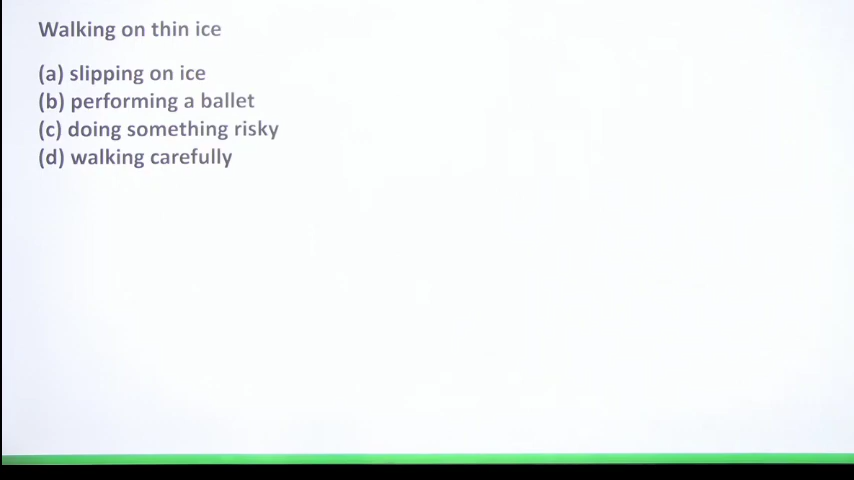 Walking on thin ice
(a) slipping on ice
(b) performing a ballet
(c) doing something risky
(d) walking carefully